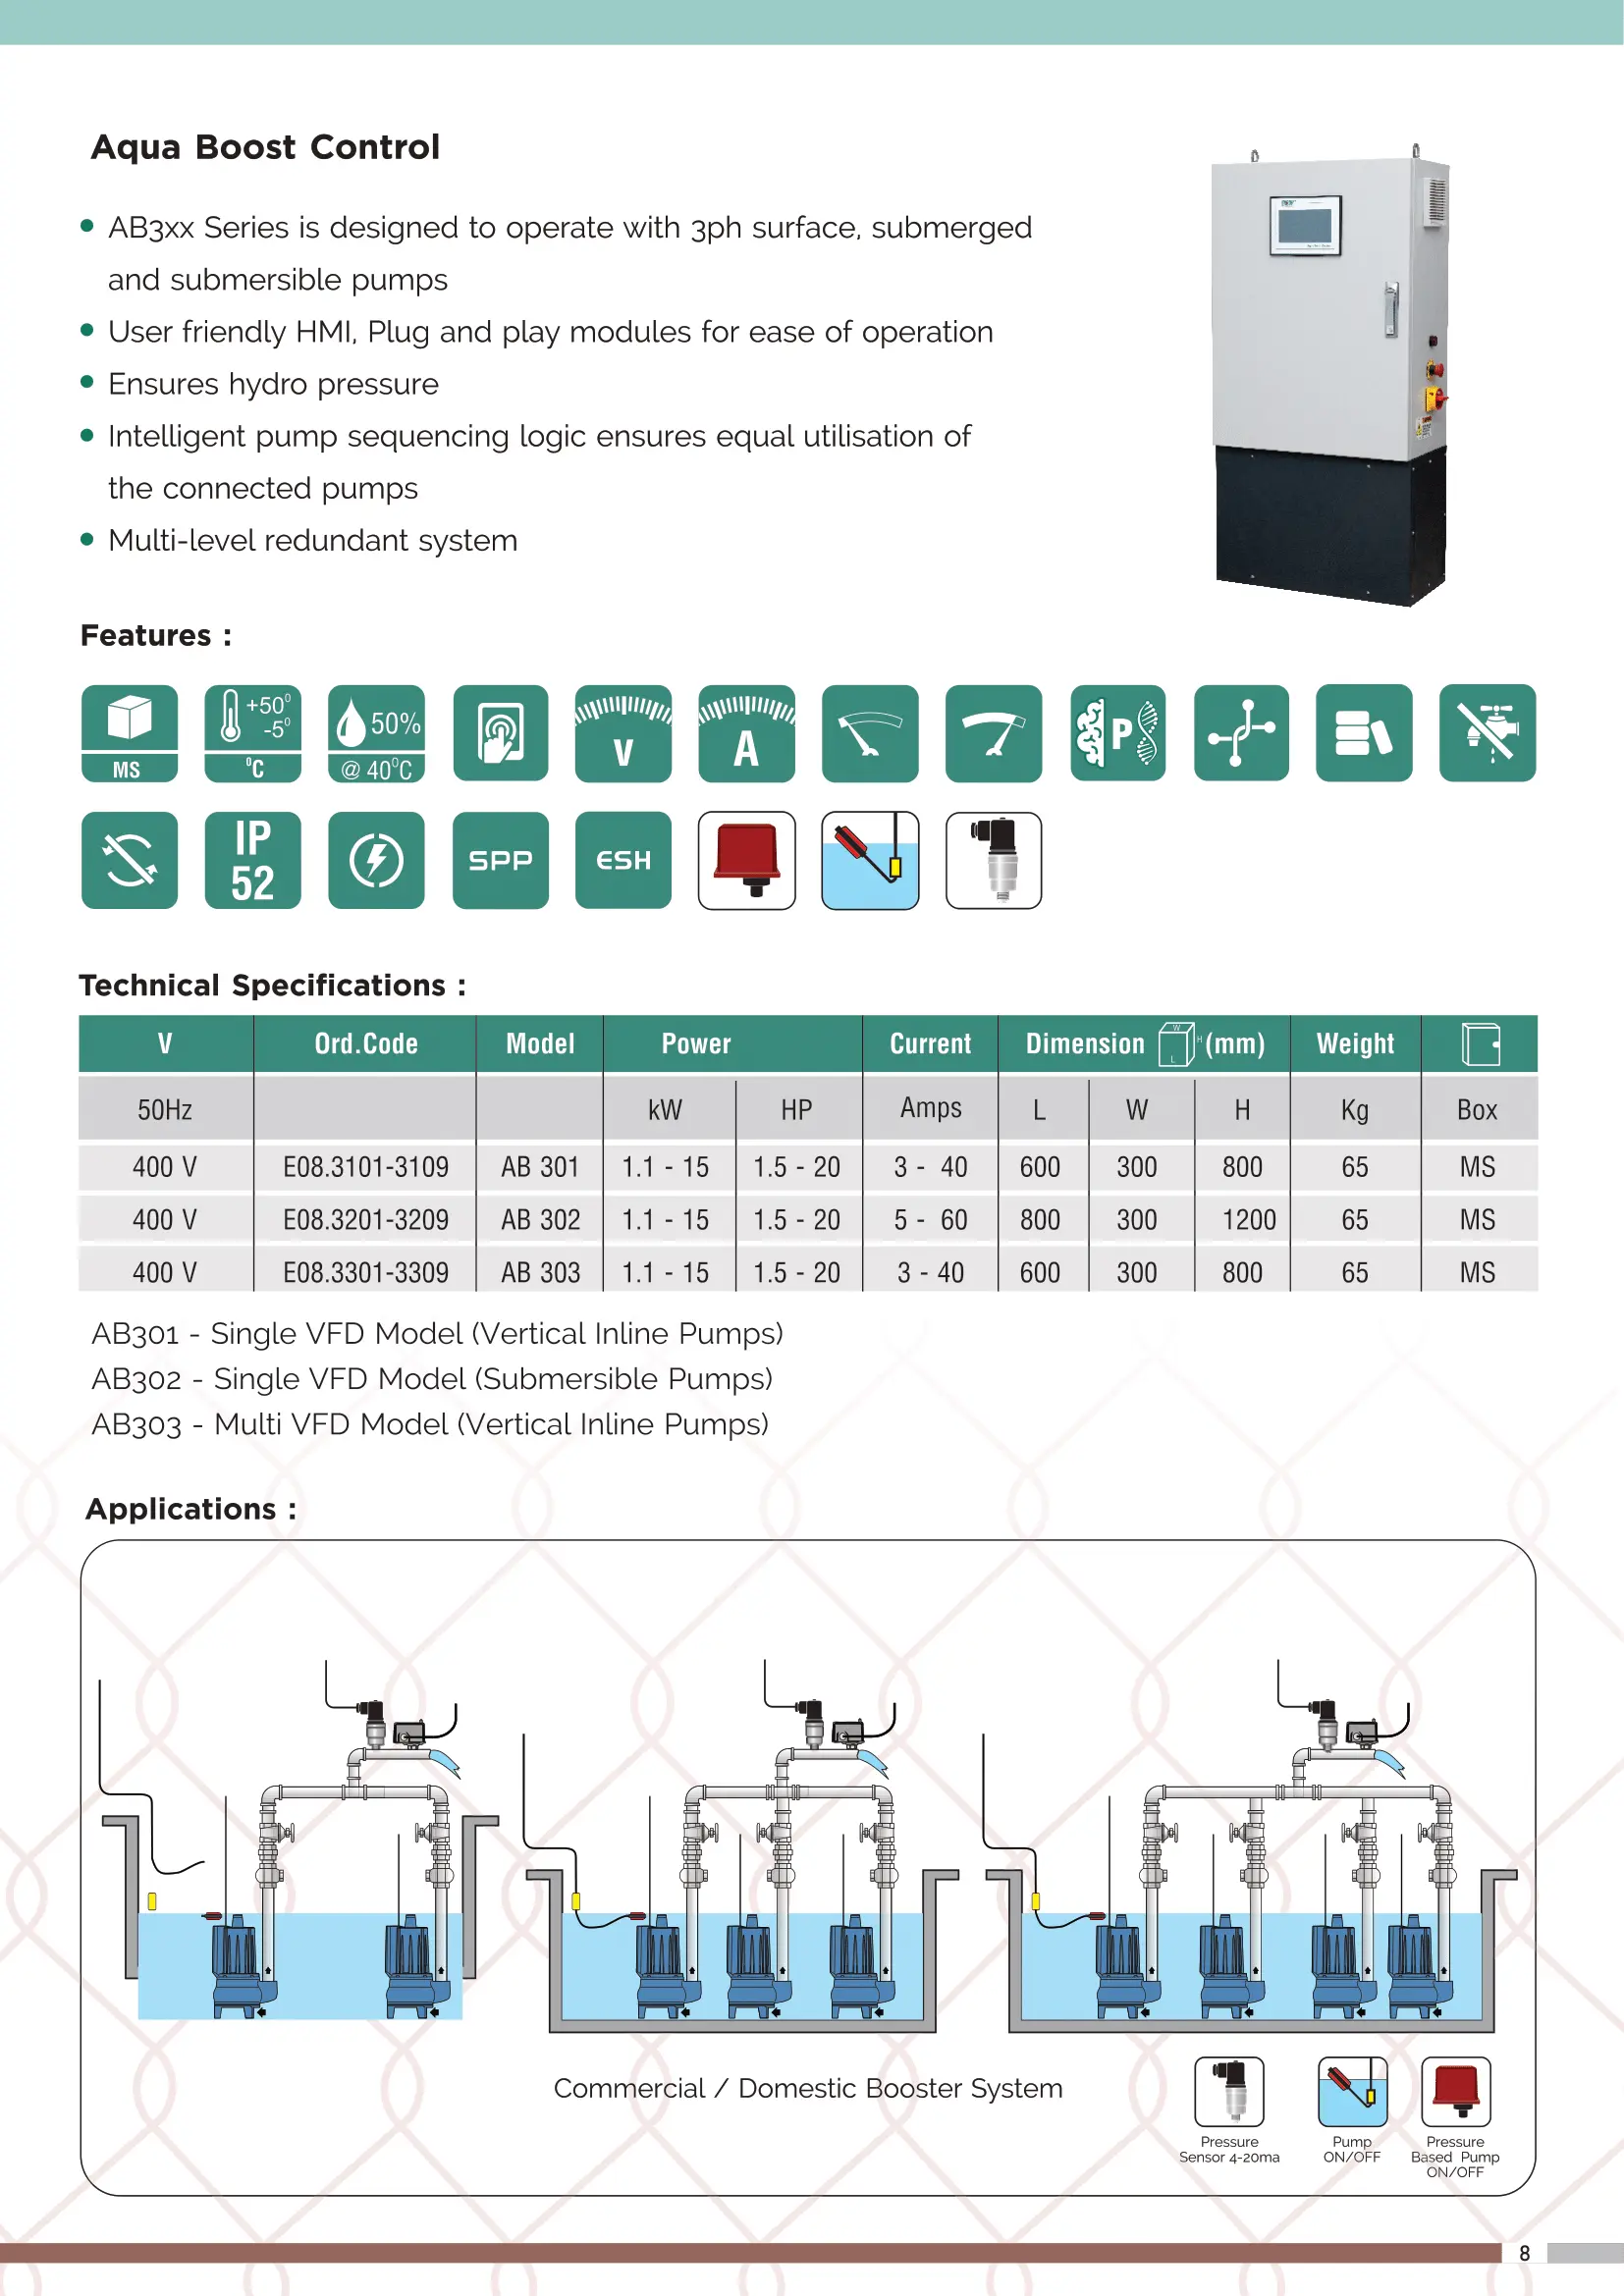 Aqua Boost Control
AB3xx Series is designed to operate with 3ph surface, submerged
and submersible pumps
User friendly HMI, Plug and play modules for ease of operation
Ensures hydro pressure
Intelligent pump sequencing logic ensures equal utilisation of
the connected pumps
Multi-level redundant system
Features :
MS
+50⁰
-5⁰
⁰C
50%
@ 40⁰C
V
A
P
IP
52
SPP
ESH
Technical Specifications :
V Ord.Code Model Power Current Dimension W H L (mm) Weight
50Hz kW HP Amps L W H Kg Box
400 V E08.3101-3109 AB 301 1.1 - 15 1.5 - 20 3 - 40 600 300 800 65 MS
400 V E08.3201-3209 AB 302 1.1 - 15 1.5 - 20 5 - 60 800 300 1200 65 MS
400 V E08.3301-3309 AB 303 1.1 - 15 1.5 - 20 3 - 40 600 300 800 65 MS
AB301 - Single VFD Model (Vertical Inline Pumps)
AB302 - Single VFD Model (Submersible Pumps)
AB303 - Multi VFD Model (Vertical Inline Pumps)
Applications :
Commercial / Domestic Booster System
Pressure
Sensor 4-20ma
Pump
ON/OFF
Pressure
Based Pump
ON/OFF
8